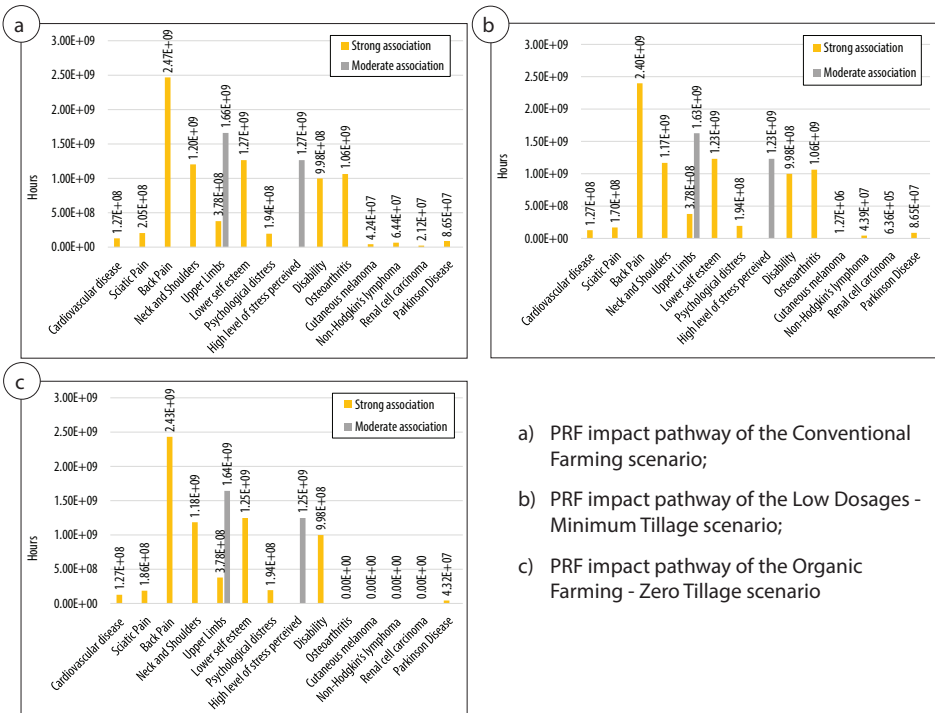 a
3.00E+09
2.50E+09
2.00E+09
1.50E+09
1.00E+09
5.00E+08
0.00E+00
Hours
Strong association
Moderate association
1.27E+08
2.05E+08
2.47E+09
1.20E+09
3.78E+08
1.66E+09
1.27E+09
1.94E+08
1.27E+09
9.98E+08
1.06E+09
4.24E+07
6.44E+07
2.12E+07
8.65E+07
Cardiovascular disease
Sciatic Pain
Back Pain
Neck and Shoulders
Upper Limbs
Lower self esteem
Psychological distress
High level of stress perceived
Disability
Osteoarthritis
Cutaneous melanoma
Non-Hodgkin's lymphoma
Renal cell carcinoma
Parkinson Disease
b
3.00E+09
2.50E+09
2.00E+09
1.50E+09
1.00E+09
5.00E+08
0.00E+00
Hours
Strong association
Moderate association
1.27E+08
1.70E+08
2.40E+09
1.17E+09
3.78E+08
1.63E+09
1.23E+09
1.94E+08
1.23E+09
9.98E+08
1.06E+09
1.27E+06
4.39E+07
6.36E+05
8.65E+07
Cardiovascular disease
Sciatic Pain
Back Pain
Neck and Shoulders
Upper Limbs
Lower self esteem
Psychological distress
High level of stress perceived
Disability
Osteoarthritis
Cutaneous melanoma
Non-Hodgkin's lymphoma
Renal cell carcinoma
Parkinson Disease
c
3.00E+09
2.50E+09
2.00E+09
1.50E+09
1.00E+09
5.00E+08
0.00E+00
Hours
Strong association
Moderate association
1.27E+08
1.86E+08
2.43E+09
1.18E+09
3.78E+08
1.64E+09
1.25E+09
1.94E+08
1.25E+09
9.98E+08
0.00E+00
0.00E+00
0.00E+00
0.00E+00
4.32E+07
Cardiovascular disease
Sciatic Pain
Back Pain
Neck and Shoulders
Upper Limbs
Lower self esteem
Psychological distress
High level of stress perceived
Disability
Osteoarthritis
Cutaneous melanoma
Non-Hodgkin's lymphoma
Renal cell carcinoma
Parkinson Disease
a) PRF impact pathway of the Conventional
Farming scenario;
b) PRF impact pathway of the Low Dosages -
Minimum Tillage scenario;
c) PRF impact pathway of the Organic
Farming - Zero Tillage scenario